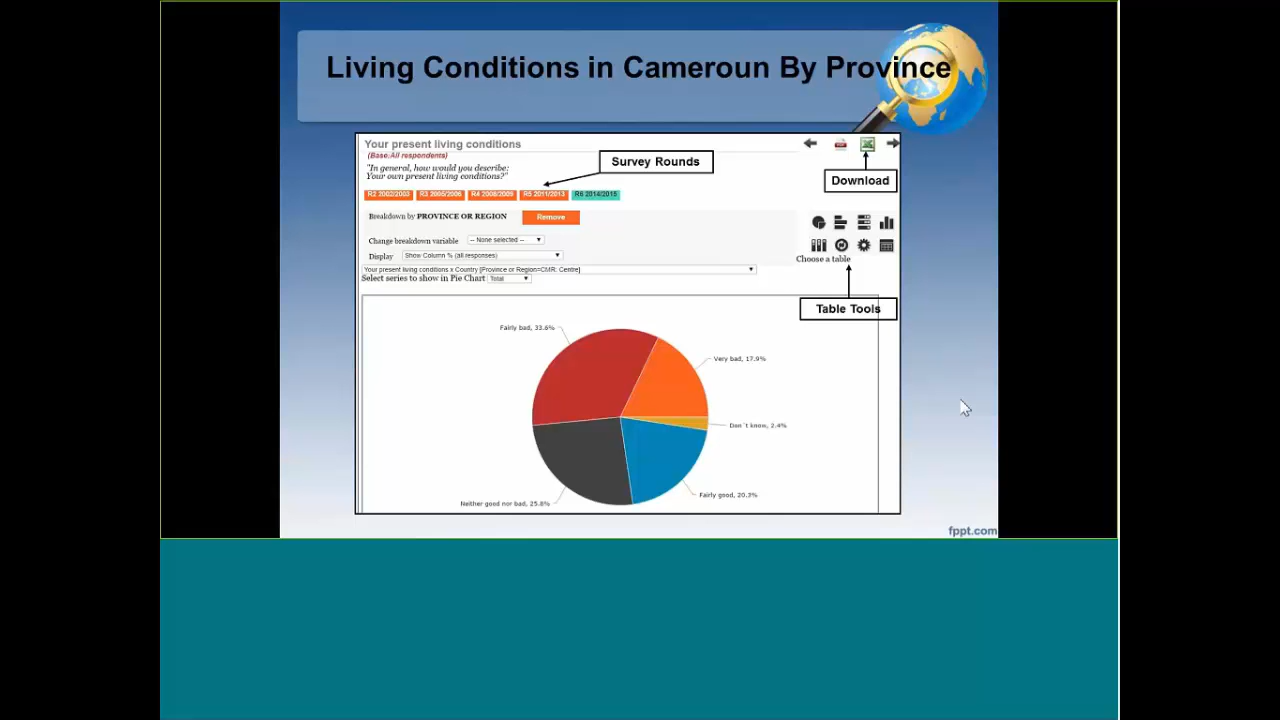 Living Conditions in Cameroun By Province
Your present living conditions
(Base:All respondents)
"In general, how would you describe:
Your own present living conditions?"
Survey Rounds
Download
R2 2002/2003 R3 2005/2006 R4 2008/2009 R5 2011/2013 R6 2014/2015
Breakdown by PROVINCE OR REGION Remove
Change breakdown variable -- None selected --
Display Show Column % (all responses)
Choose a table
Your present living conditions x Country [Province or Region=CMR: Centre]
Select series to show in Pie Chart Total
Table Tools
Fairly bad, 33.6%
Very bad, 17.9%
Don´t know, 2.4%
Fairly good, 20.3%
Neither good nor bad, 25.8%
fppt.com